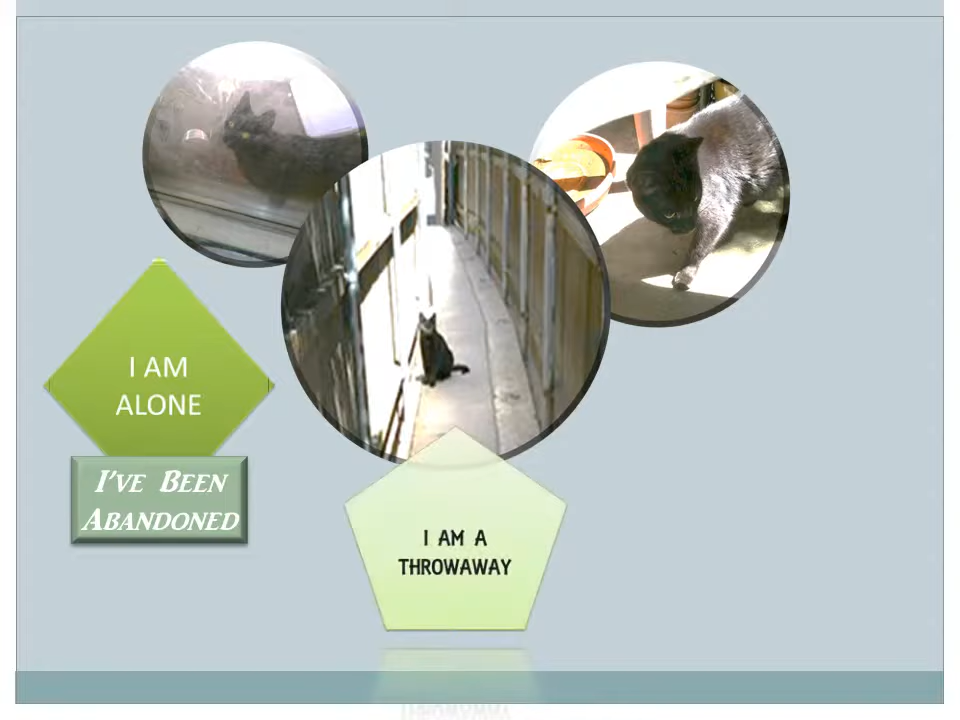 I AM
ALONE
I'VE BEEN
ABANDONED
I AM A
THROWAWAY